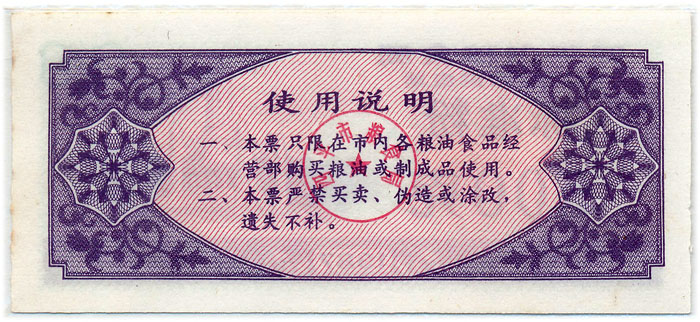 使用说明
一、本票只限在市内各粮油食品经
营部购买粮油或制成品使用。
二、本票严禁买卖、伪造或涂改,
遗失不补。